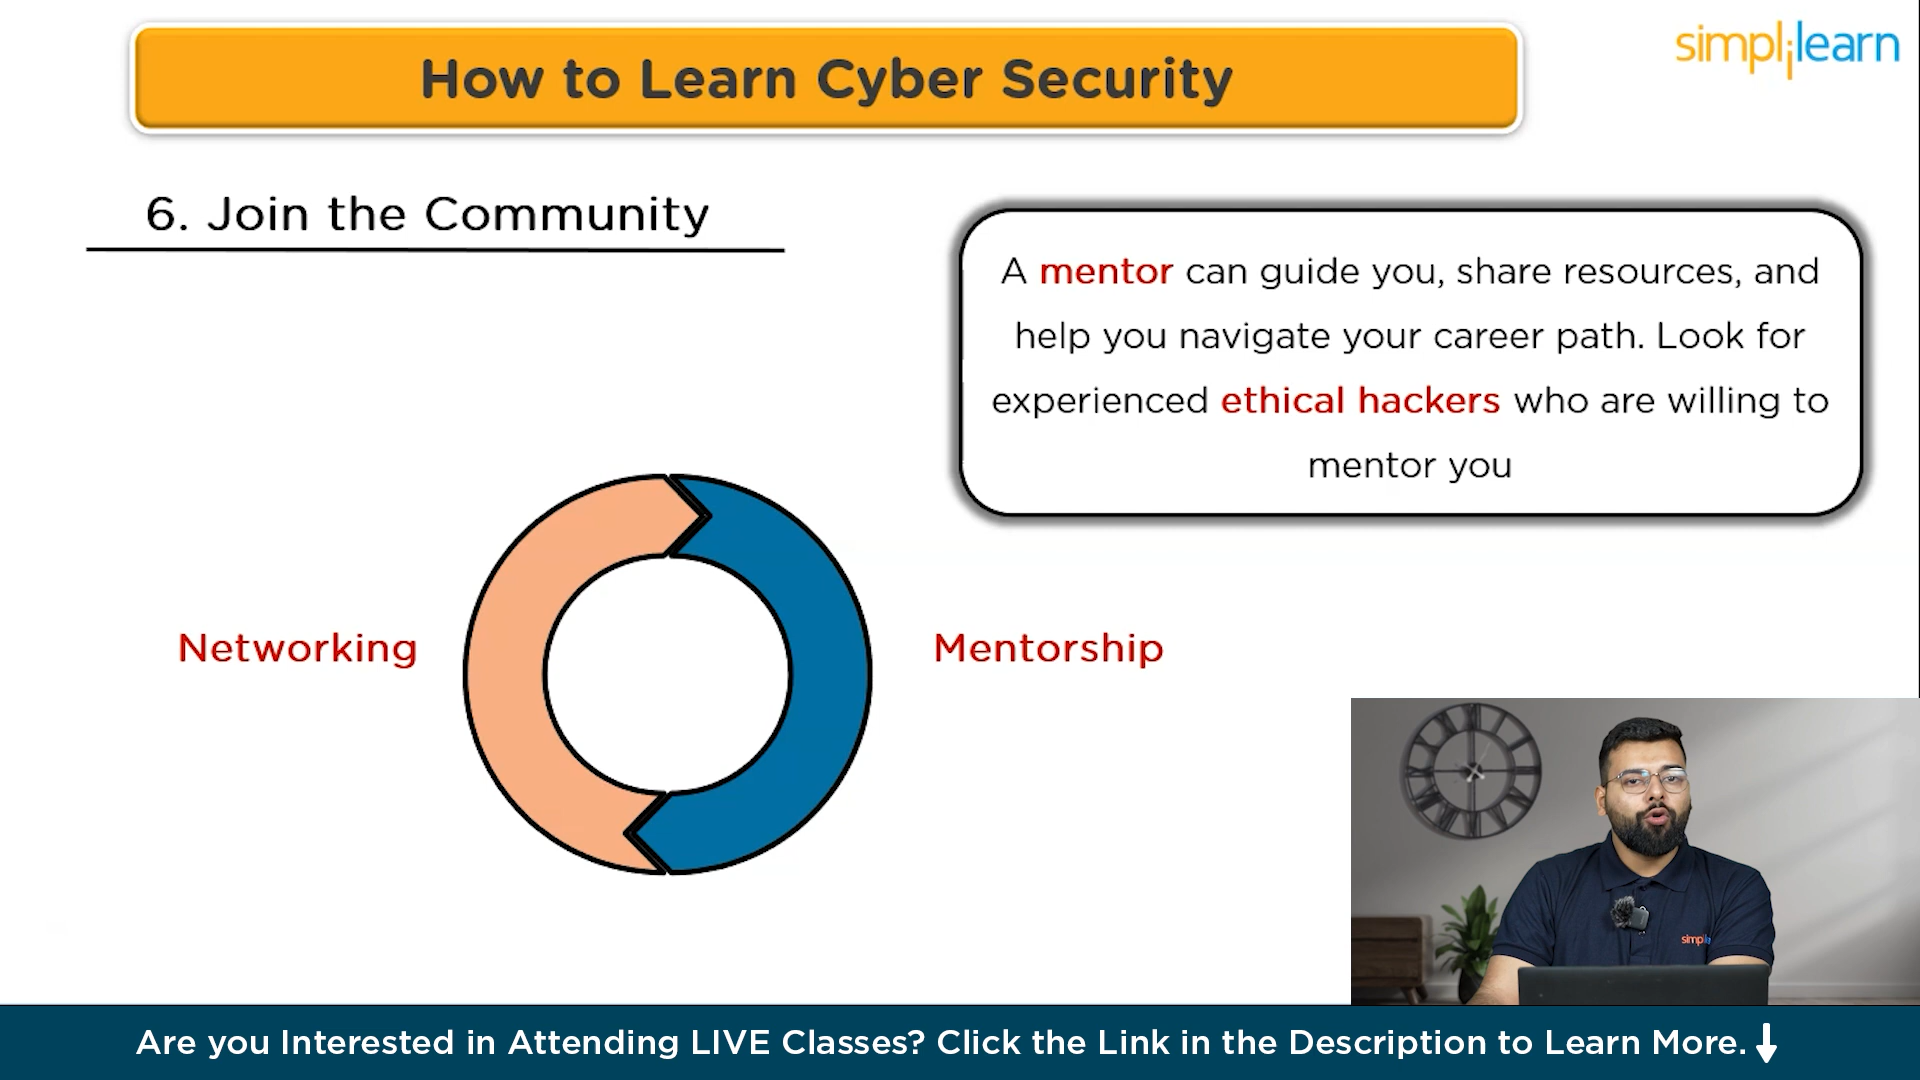 How to Learn Cyber Security
simplilearn
6. Join the Community
A mentor can guide you, share resources, and
help you navigate your career path. Look for
experienced ethical hackers who are willing to
mentor you
Networking
Mentorship
Are you Interested in Attending LIVE Classes? Click the Link in the Description to Learn More.